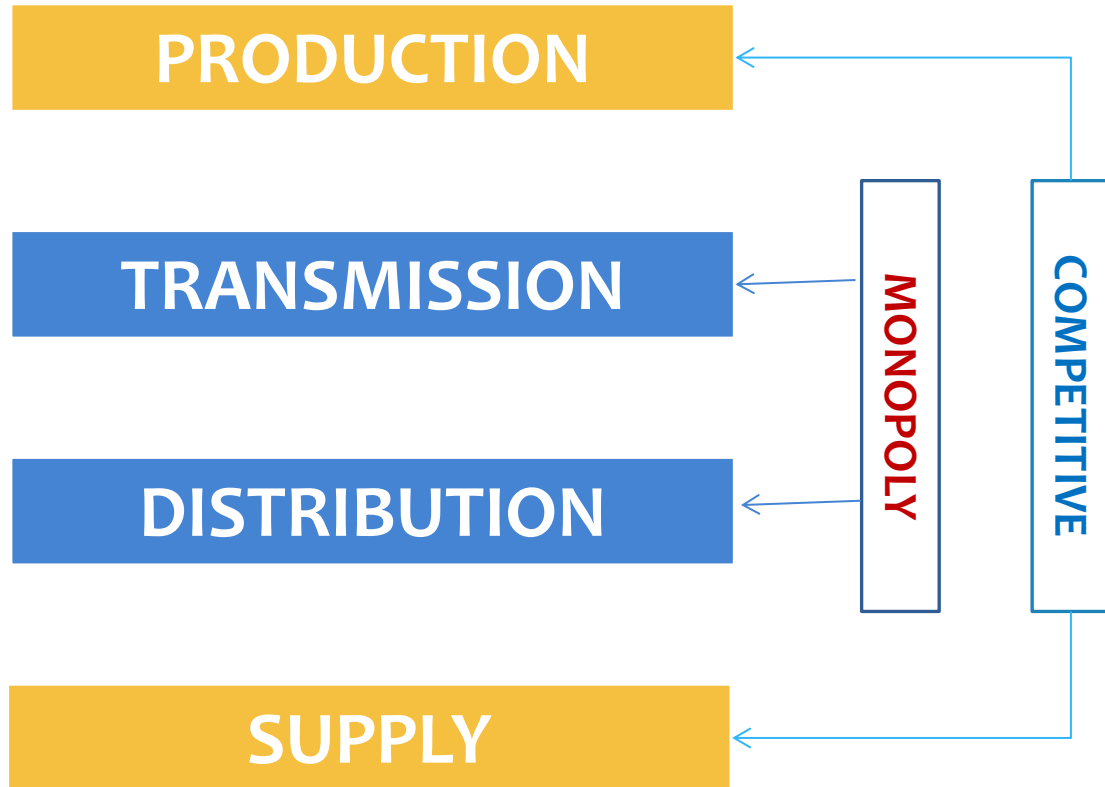 PRODUCTION
TRANSMISSION
DISTRIBUTION
SUPPLY
MONOPOLY
COMPETITIVE